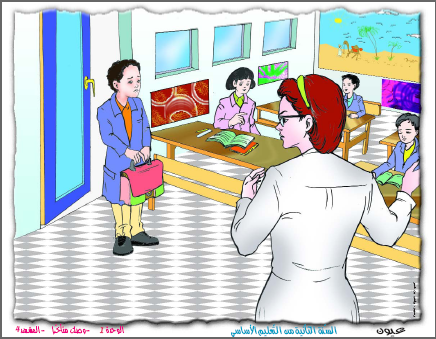 عيون السنة الثانية من التعليم الأساسي الوحدة 2 -وصل متأخرا -المشهد 4